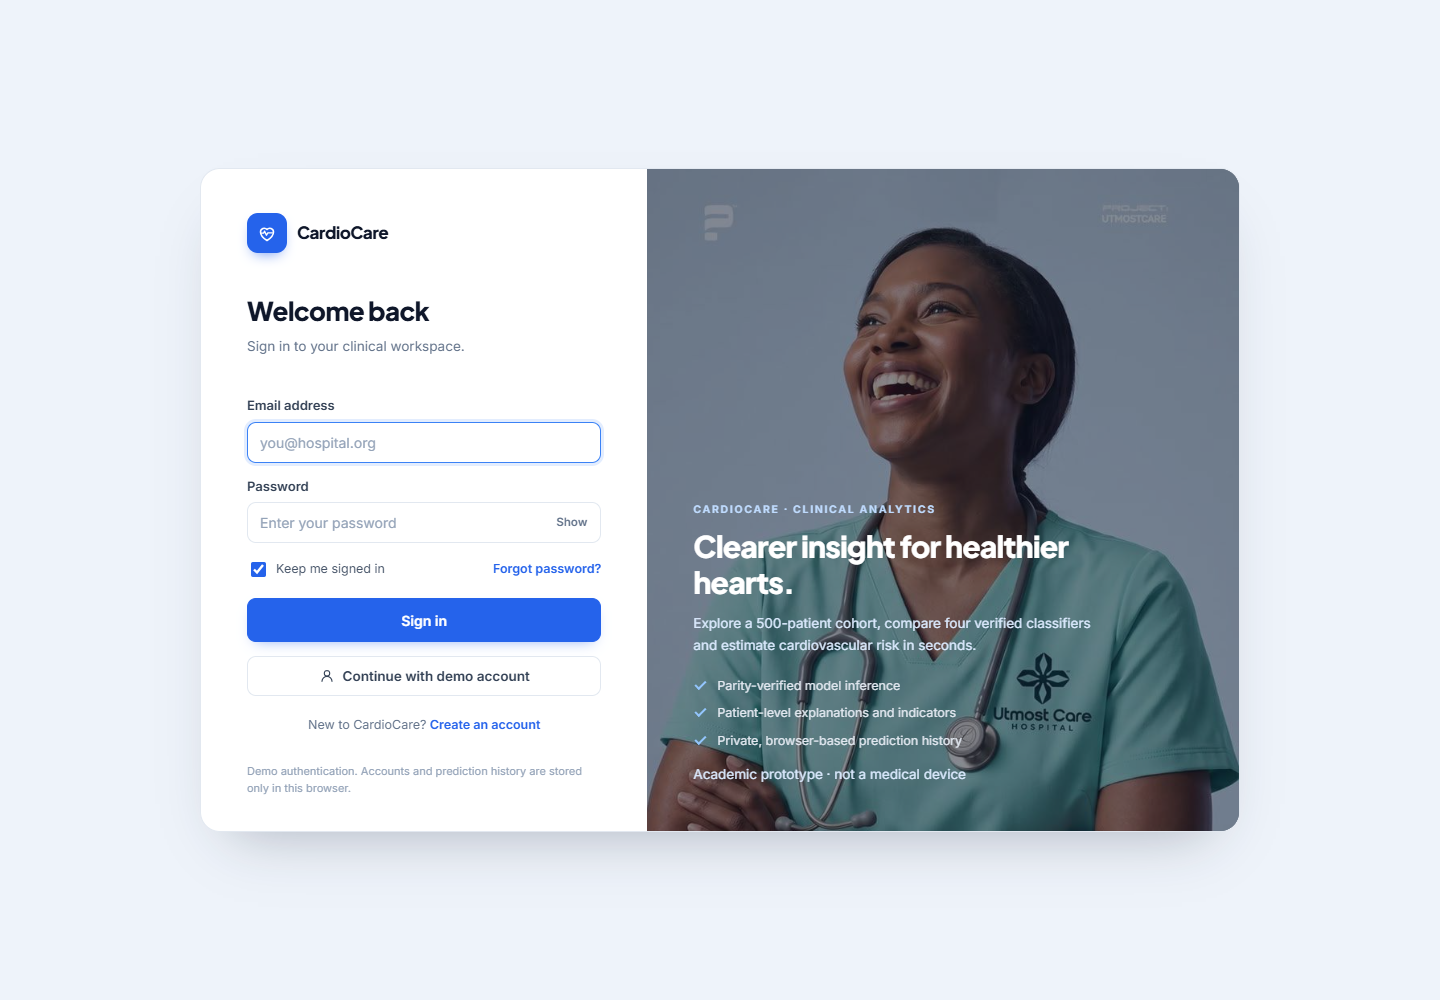 CardioCare
Welcome back
Sign in to your clinical workspace.
Email address
you@hospital.org
Password
Enter your password
Show
Keep me signed in
Forgot password?
Sign in
Continue with demo account
New to CardioCare? Create an account
Demo authentication. Accounts and prediction history are stored
only in this browser.
PROJECT
UTMOSTCARE
CARDIOCARE · CLINICAL ANALYTICS
Clearer insight for healthier
hearts.
Explore a 500-patient cohort, compare four verified classifiers
and estimate cardiovascular risk in seconds.
Parity-verified model inference
Patient-level explanations and indicators
Private, browser-based prediction history
Academic prototype · not a medical device
Utmost Care
HOSPITAL